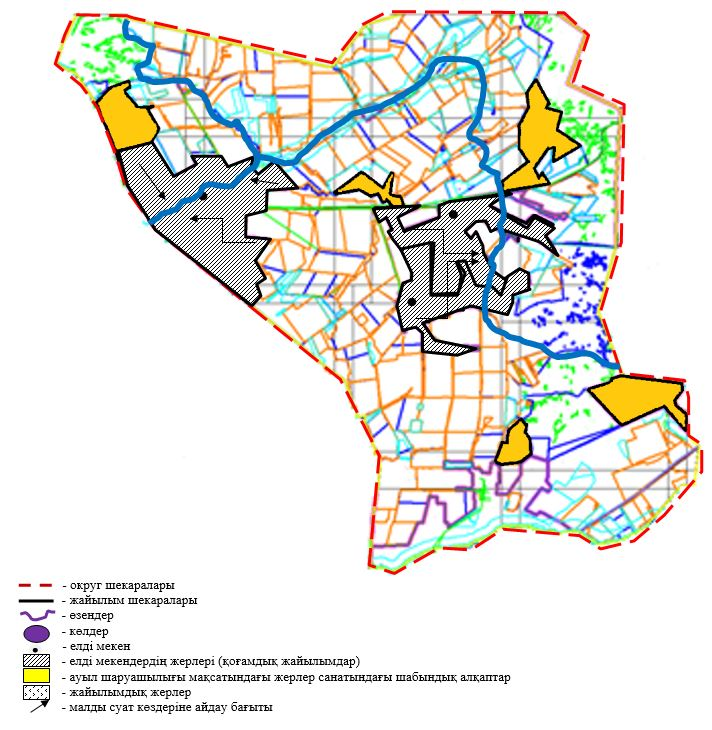 - округ шекаралары
- жайылым шекаралары
- өзендер
- көлдер
- елді мекен
- елді мекендердің жерлері (қоғамдық жайылымдар)
- ауыл шаруашылығы мақсатындағы жерлер санатындағы шабындық алқаптар
- жайылымдық жерлер
- малды суат көздеріне айдау бағыты